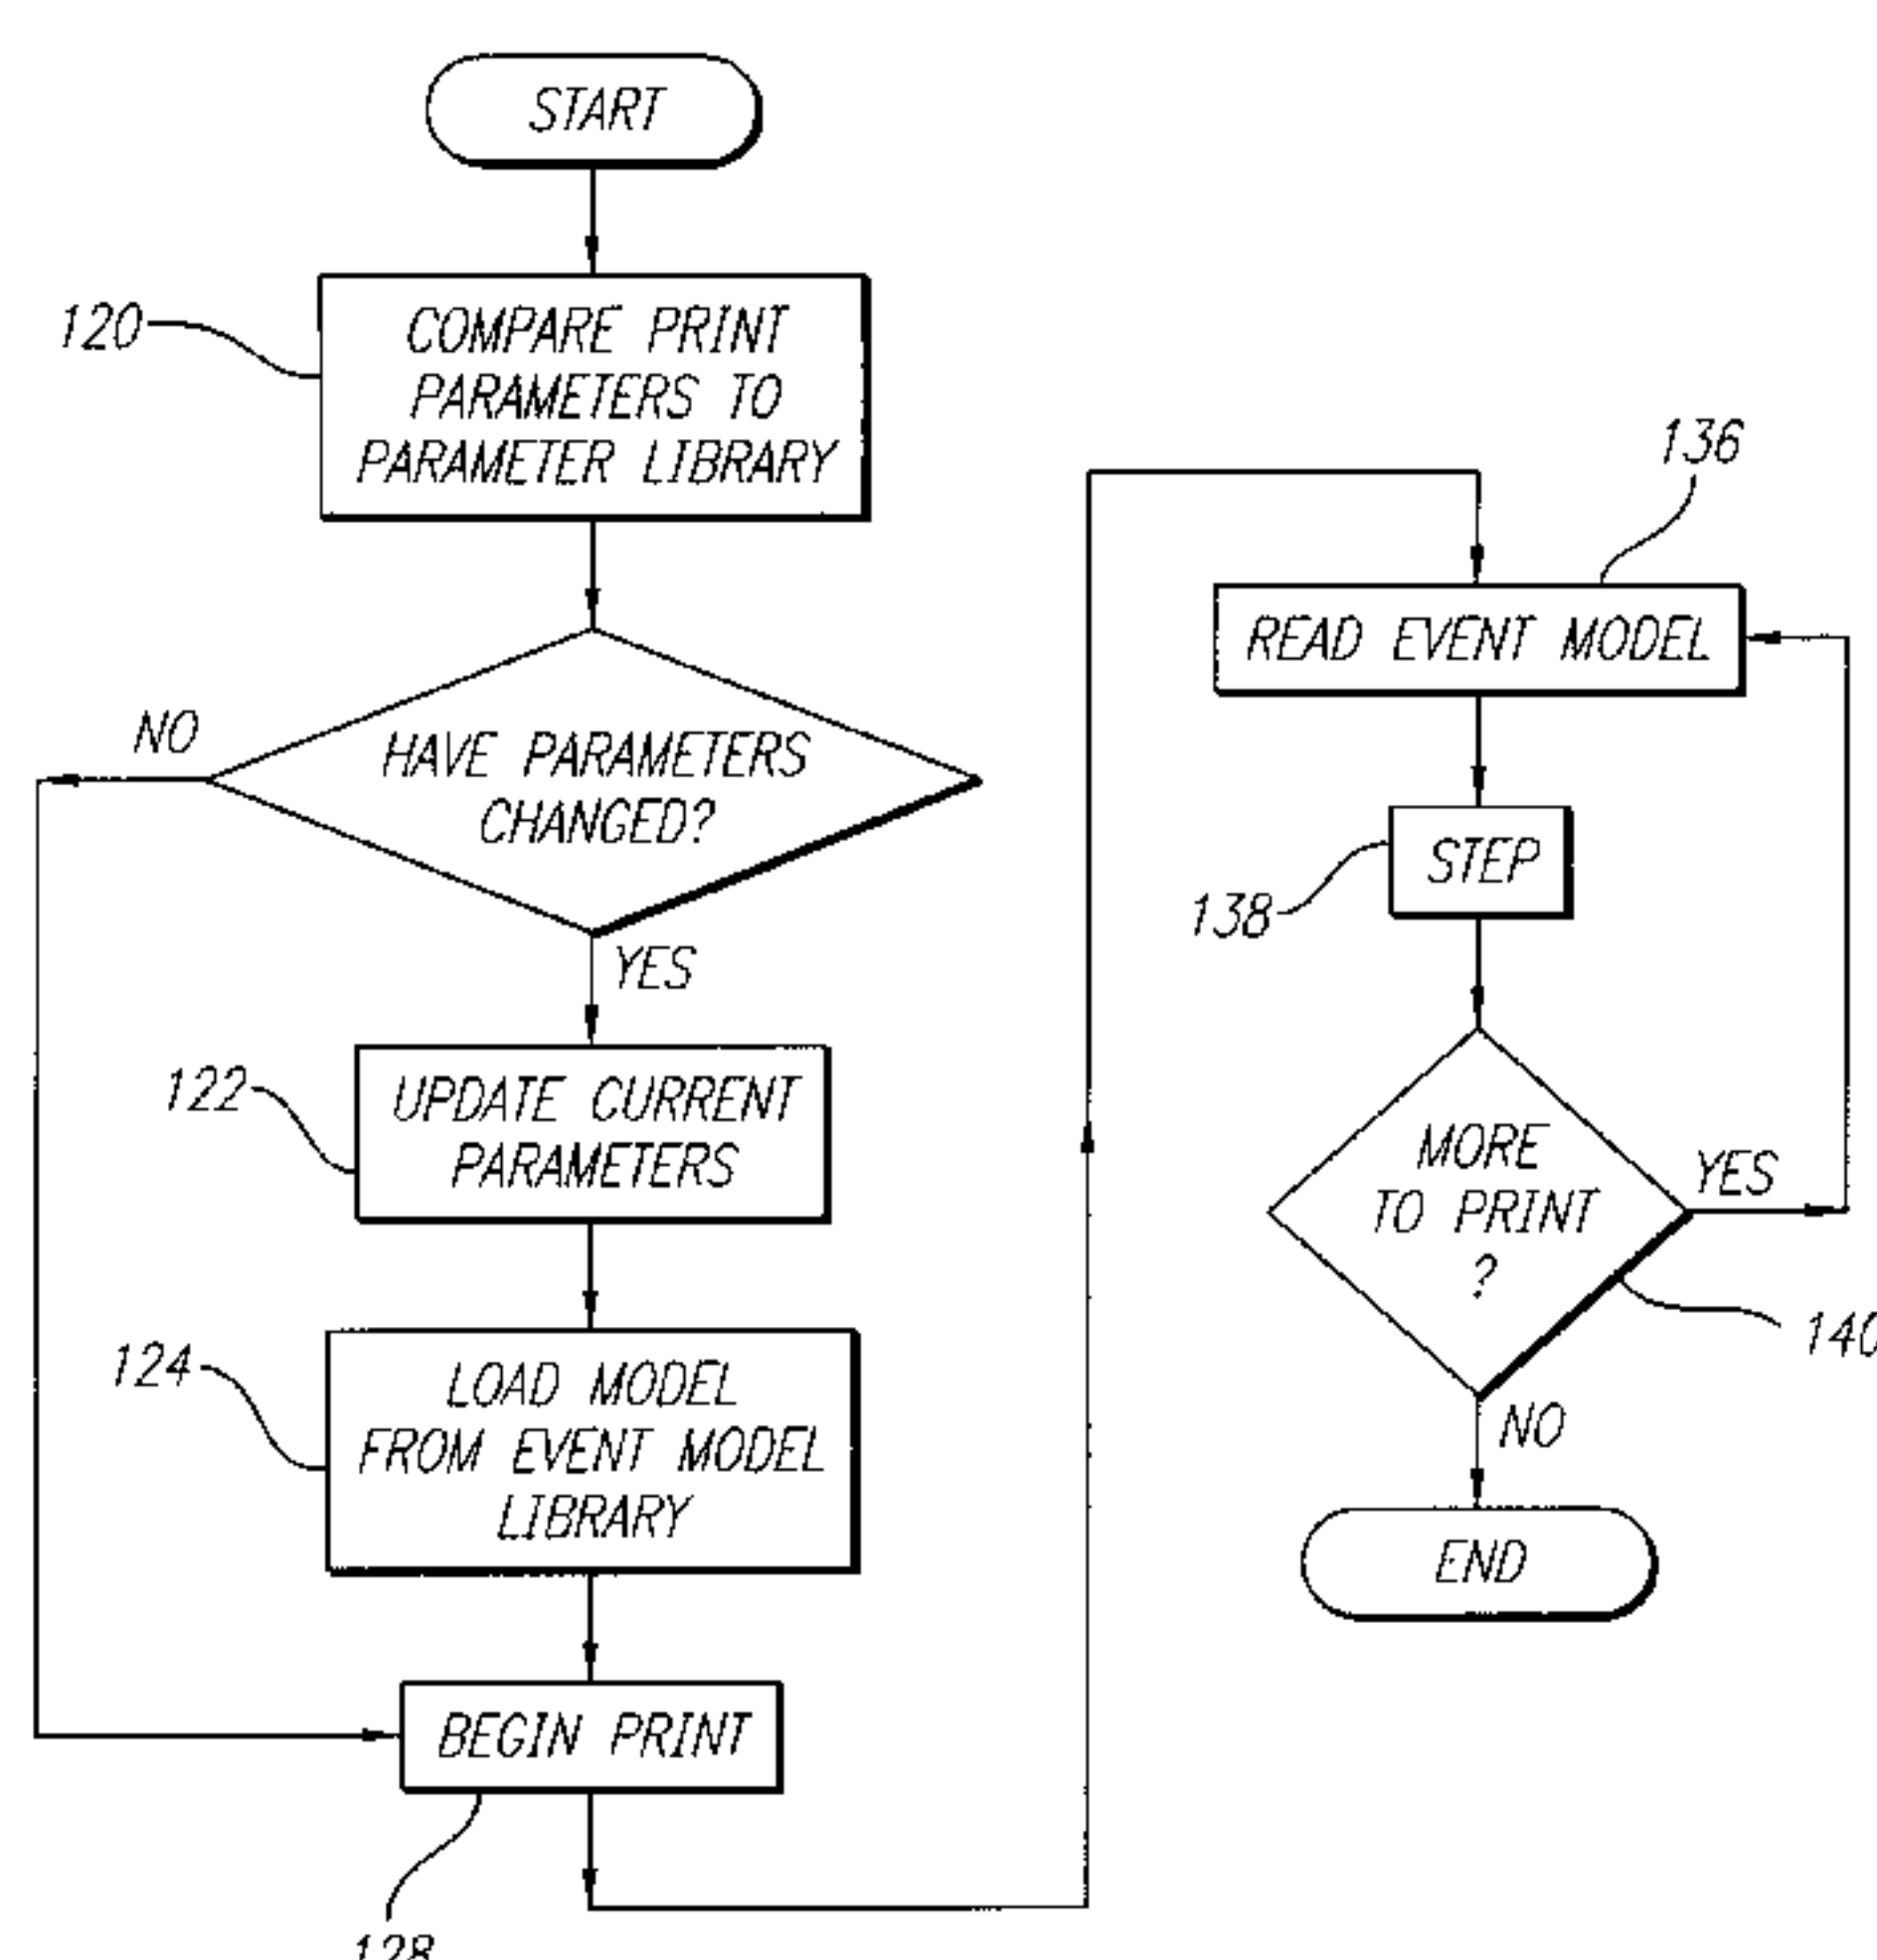 START
120
COMPARE PRINT
PARAMETERS TO
PARAMETER LIBRARY
NO
HAVE PARAMETERS
CHANGED?
YES
122
UPDATE CURRENT
PARAMETERS
124
LOAD MODEL
FROM EVENT MODEL
LIBRARY
BEGIN PRINT
128
136
READ EVENT MODEL
STEP
138
MORE
TO PRINT
?
YES
140
NO
END